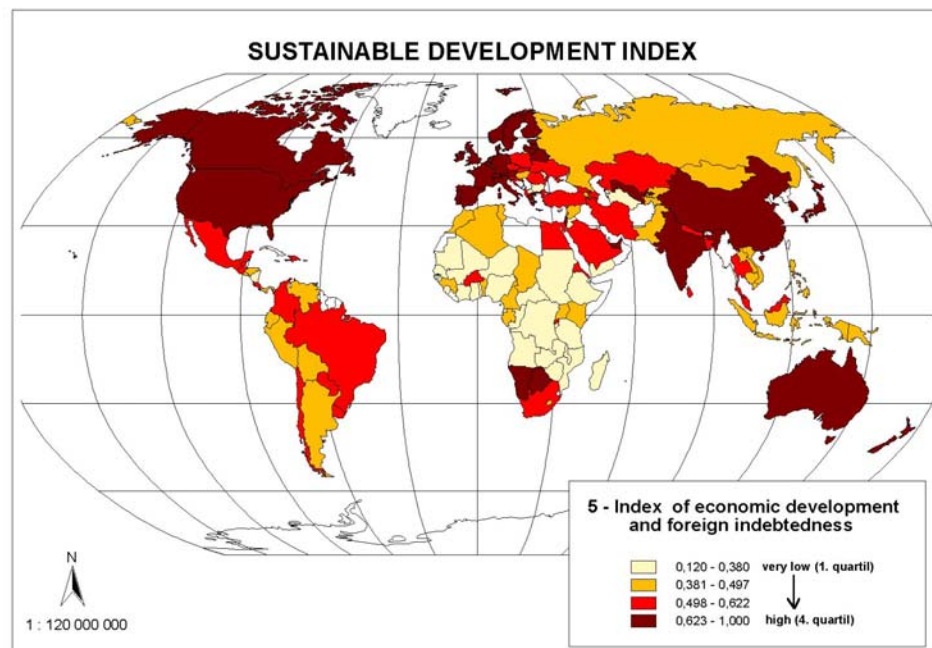 SUSTAINABLE DEVELOPMENT INDEX
5 - Index of economic development
and foreign indebtedness
0,120 - 0,380 very low (1. quartil)
0,381 - 0,497
0,498 - 0,622
0,623 - 1,000 high (4. quartil)
N
1 : 120 000 000